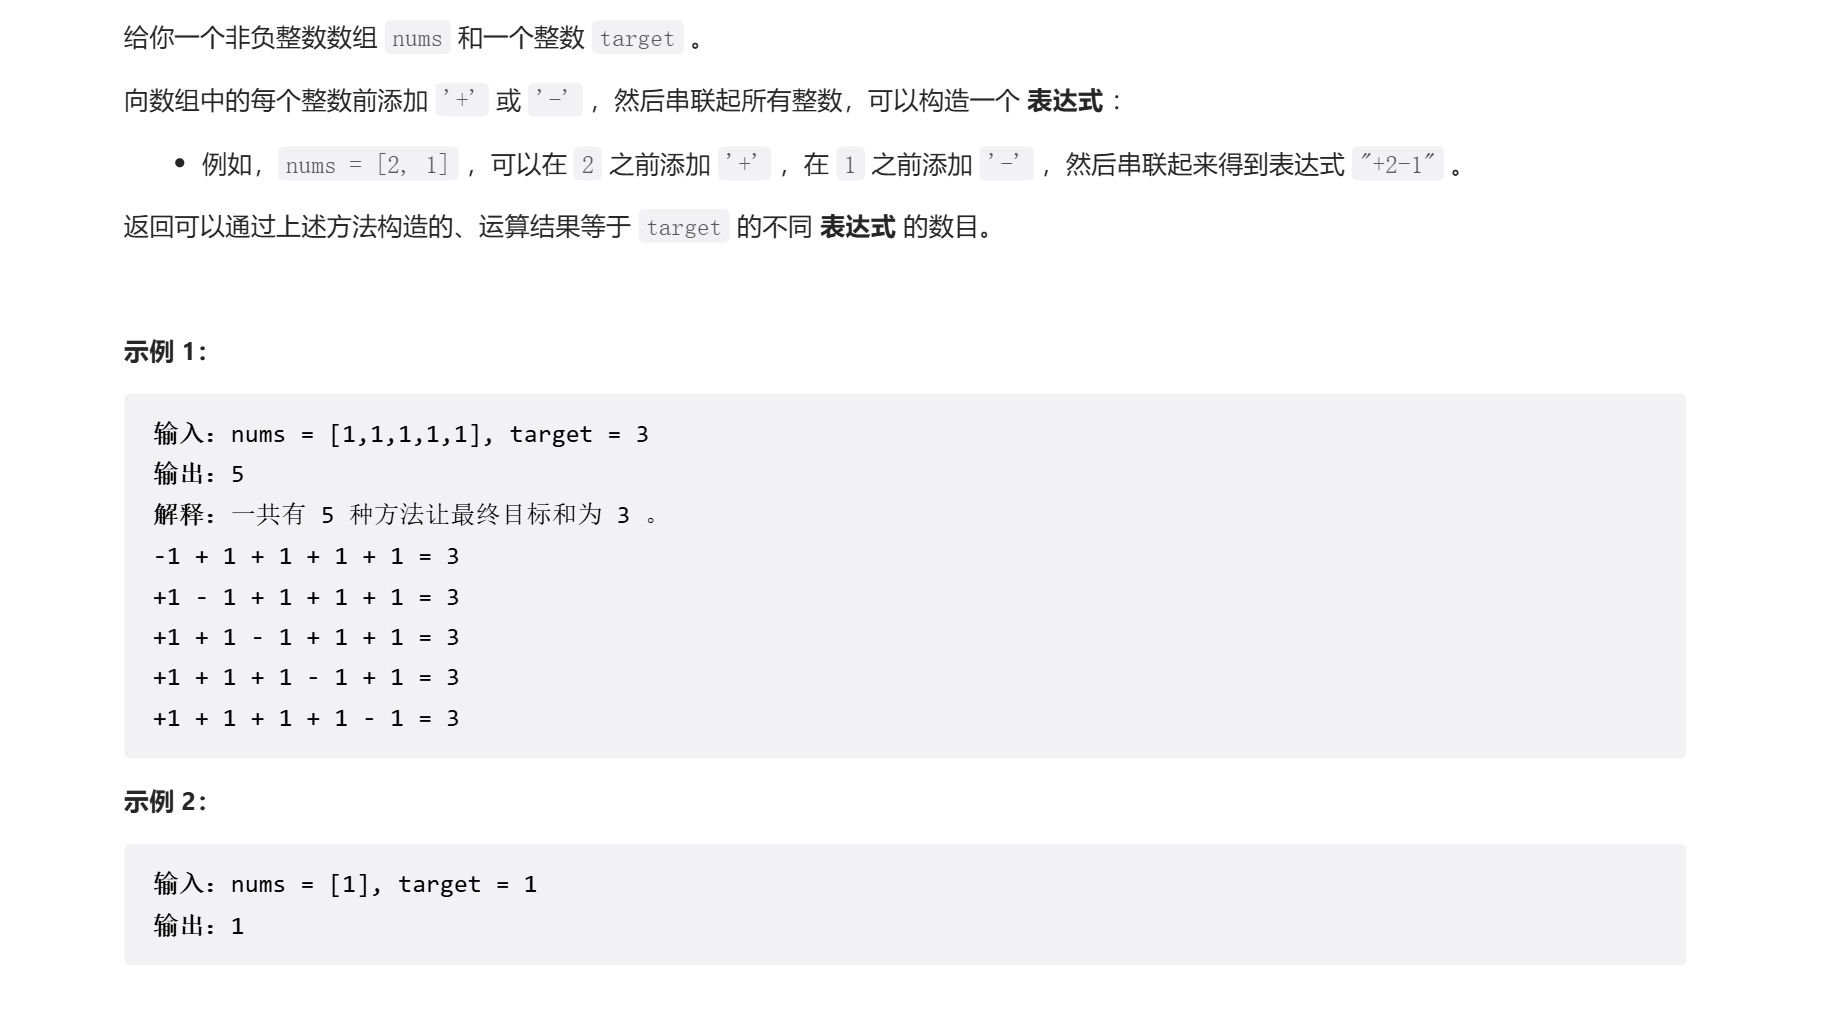 给你一个非负整数数组 nums 和一个整数 target 。
向数组中的每个整数前添加 '+' 或 '-' ，然后串联起所有整数，可以构造一个 表达式 ：
• 例如，nums = [2, 1] ，可以在 2 之前添加 '+' ，在 1 之前添加 '-' ，然后串联起来得到表达式 "+2-1" 。
返回可以通过上述方法构造的、运算结果等于 target 的不同 表达式 的数目。
示例 1：
输入：nums = [1,1,1,1,1], target = 3
输出：5
解释：一共有 5 种方法让最终目标和为 3 。
-1 + 1 + 1 + 1 + 1 = 3
+1 - 1 + 1 + 1 + 1 = 3
+1 + 1 - 1 + 1 + 1 = 3
+1 + 1 + 1 - 1 + 1 = 3
+1 + 1 + 1 + 1 - 1 = 3
示例 2：
输入：nums = [1], target = 1
输出：1